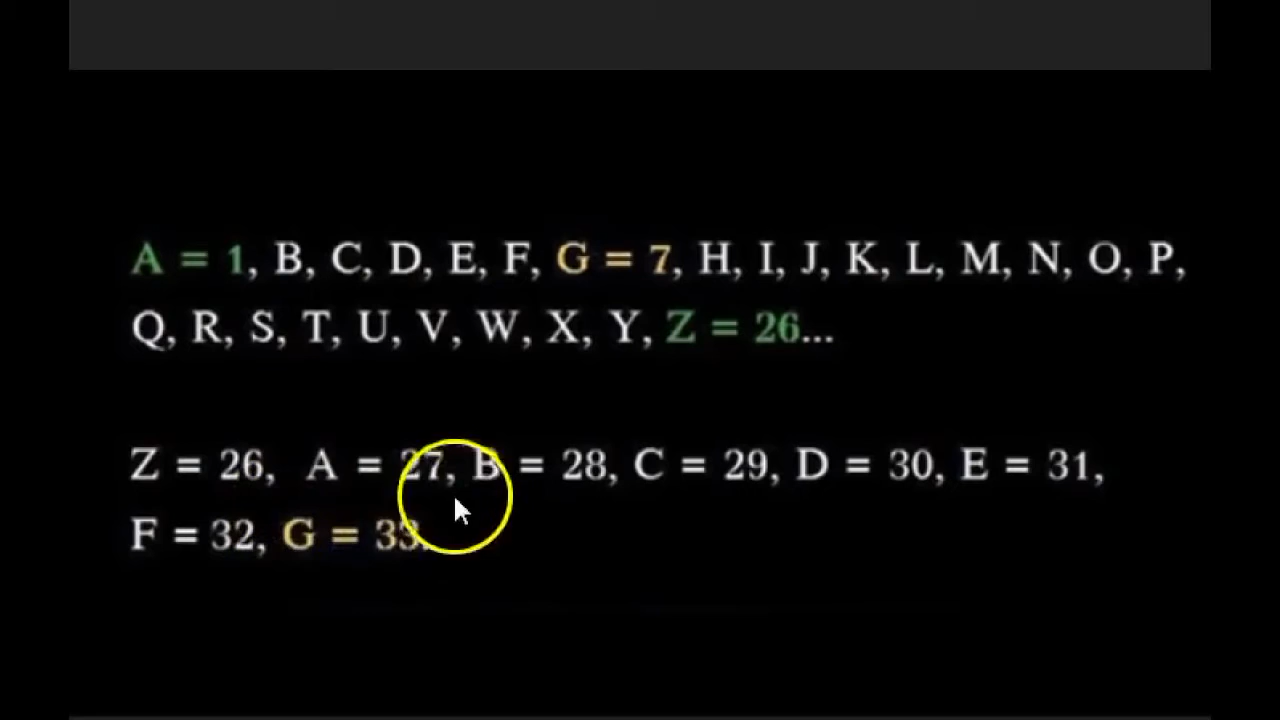 A = 1, B, C, D, E, F, G = 7, H, I, J, K, L, M, N, O, P,
Q, R, S, T, U, V, W, X, Y, Z = 26...
Z = 26, A = 27, B = 28, C = 29, D = 30, E = 31,
F = 32, G = 33.